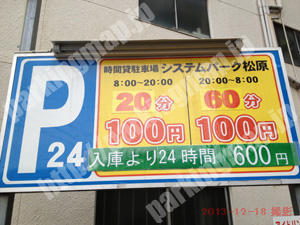 時間貸駐車場 システムパーク松原
8:00～20:00 20:00～8:00
20分 60分
100円 100円
P24 入庫より24時間 600円
2013-12-18 撮影